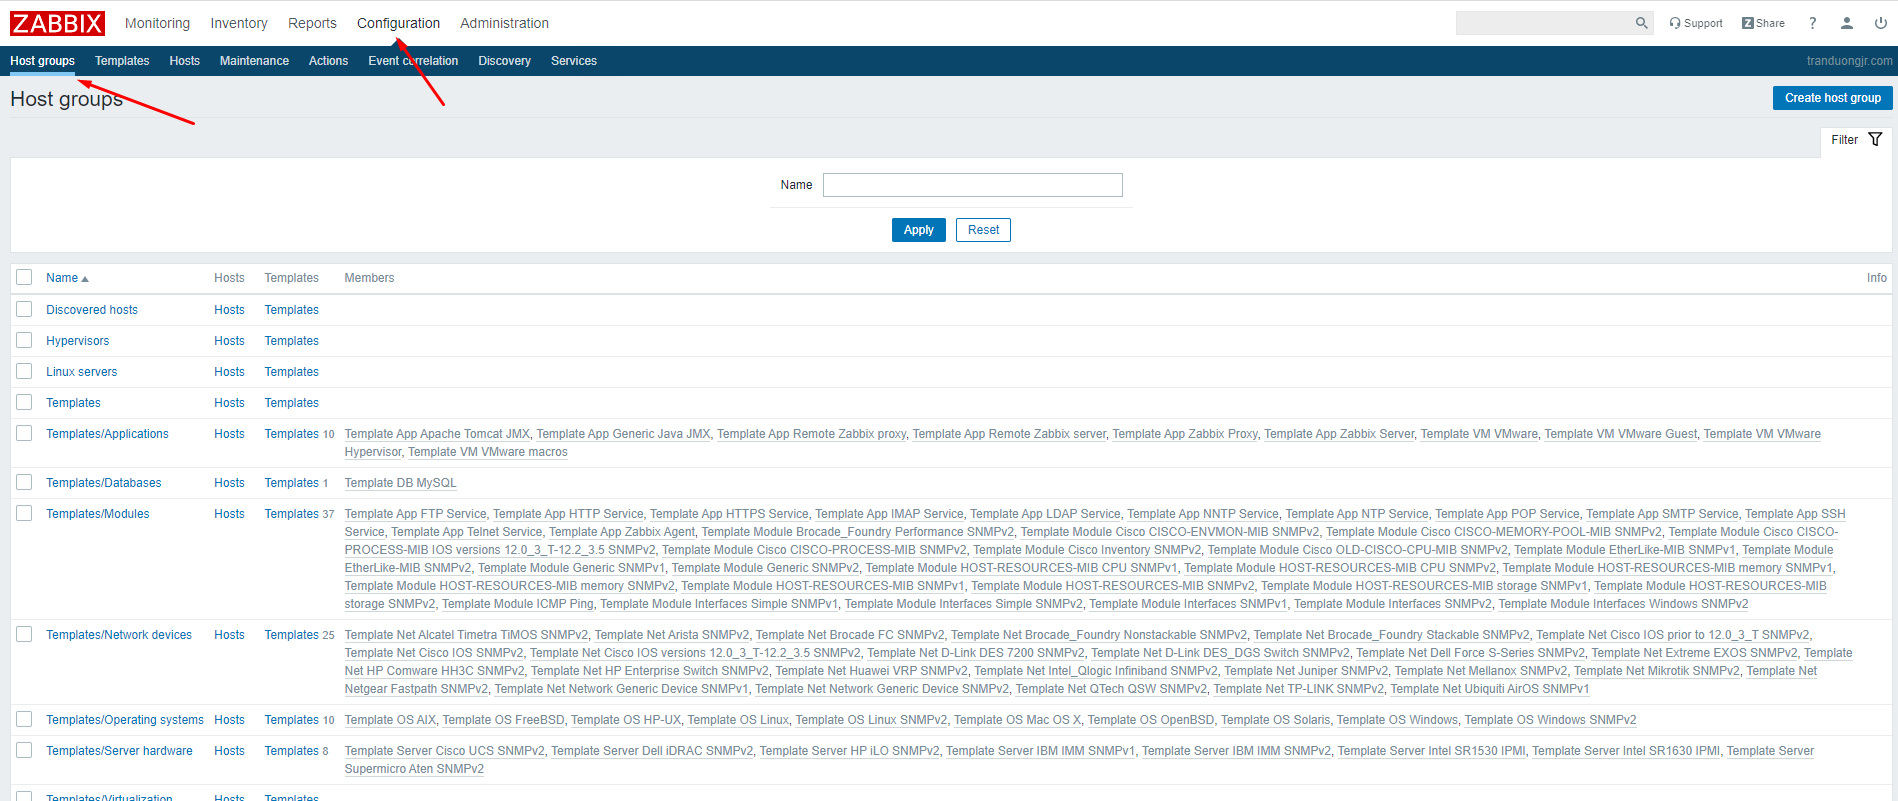 ZABBIX Monitoring Inventory Reports Configuration Administration Support Z Share ?
Host groups Templates Hosts Maintenance Actions Event correlation Discovery Services tranduongjr.com
Host groups Create host group
Filter
Name
Apply Reset
Name Hosts Templates Members Info
Discovered hosts Hosts Templates
Hypervisors Hosts Templates
Linux servers Hosts Templates
Templates Hosts Templates
Templates/Applications Hosts Templates 10 Template App Apache Tomcat JMX, Template App Generic Java JMX, Template App Remote Zabbix proxy, Template App Remote Zabbix server, Template App Zabbix Proxy, Template App Zabbix Server, Template VM VMware, Template VM VMware Guest, Template VM VMware
Hypervisor, Template VM VMware macros
Templates/Databases Hosts Templates 1 Template DB MySQL
Templates/Modules Hosts Templates 37 Template App FTP Service, Template App HTTP Service, Template App HTTPS Service, Template App IMAP Service, Template App LDAP Service, Template App NNTP Service, Template App NTP Service, Template App POP Service, Template App SMTP Service, Template App SSH
Service, Template App Telnet Service, Template App Zabbix Agent, Template Module Brocade_Foundry Performance SNMPv2, Template Module Cisco CISCO-ENVMON-MIB SNMPv2, Template Module Cisco CISCO-MEMORY-POOL-MIB SNMPv2, Template Module Cisco CISCO-
PROCESS-MIB IOS versions 12.0_3_T-12.2_3.5 SNMPv2, Template Module Cisco CISCO-PROCESS-MIB SNMPv2, Template Module Cisco Inventory SNMPv2, Template Module Cisco OLD-CISCO-CPU-MIB SNMPv2, Template Module EtherLike-MIB SNMPv1, Template Module
EtherLike-MIB SNMPv2, Template Module Generic SNMPv1, Template Module Generic SNMPv2, Template Module HOST-RESOURCES-MIB CPU SNMPv1, Template Module HOST-RESOURCES-MIB CPU SNMPv2, Template Module HOST-RESOURCES-MIB memory SNMPv1,
Template Module HOST-RESOURCES-MIB memory SNMPv2, Template Module HOST-RESOURCES-MIB SNMPv1, Template Module HOST-RESOURCES-MIB SNMPv2, Template Module HOST-RESOURCES-MIB storage SNMPv1, Template Module HOST-RESOURCES-MIB
storage SNMPv2, Template Module ICMP Ping, Template Module Interfaces Simple SNMPv1, Template Module Interfaces Simple SNMPv2, Template Module Interfaces SNMPv1, Template Module Interfaces SNMPv2, Template Module Interfaces Windows SNMPv2
Templates/Network devices Hosts Templates 25 Template Net Alcatel Timetra TiMOS SNMPv2, Template Net Arista SNMPv2, Template Net Brocade FC SNMPv2, Template Net Brocade_Foundry Nonstackable SNMPv2, Template Net Brocade_Foundry Stackable SNMPv2, Template Net Cisco IOS prior to 12.0_3_T SNMPv2,
Template Net Cisco IOS SNMPv2, Template Net Cisco IOS versions 12.0_3_T-12.2_3.5 SNMPv2, Template Net D-Link DES 7200 SNMPv2, Template Net D-Link DES_DGS Switch SNMPv2, Template Net Dell Force S-Series SNMPv2, Template Net Extreme EXOS SNMPv2, Template
Net HP Comware HH3C SNMPv2, Template Net HP Enterprise Switch SNMPv2, Template Net Huawei VRP SNMPv2, Template Net Intel_Qlogic Infiniband SNMPv2, Template Net Juniper SNMPv2, Template Net Mellanox SNMPv2, Template Net Mikrotik SNMPv2, Template Net
Netgear Fastpath SNMPv2, Template Net Network Generic Device SNMPv1, Template Net Network Generic Device SNMPv2, Template Net QTech QSW SNMPv2, Template Net TP-LINK SNMPv2, Template Net Ubiquiti AirOS SNMPv1
Templates/Operating systems Hosts Templates 10 Template OS AIX, Template OS FreeBSD, Template OS HP-UX, Template OS Linux, Template OS Linux SNMPv2, Template OS Mac OS X, Template OS OpenBSD, Template OS Solaris, Template OS Windows, Template OS Windows SNMPv2
Templates/Server hardware Hosts Templates 8 Template Server Cisco UCS SNMPv2, Template Server Dell iDRAC SNMPv2, Template Server HP iLO SNMPv2, Template Server IBM IMM SNMPv1, Template Server IBM IMM SNMPv2, Template Server Intel SR1530 IPMI, Template Server Intel SR1630 IPMI, Template Server
Supermicro Aten SNMPv2
Templates/Virtualization Hosts Templates